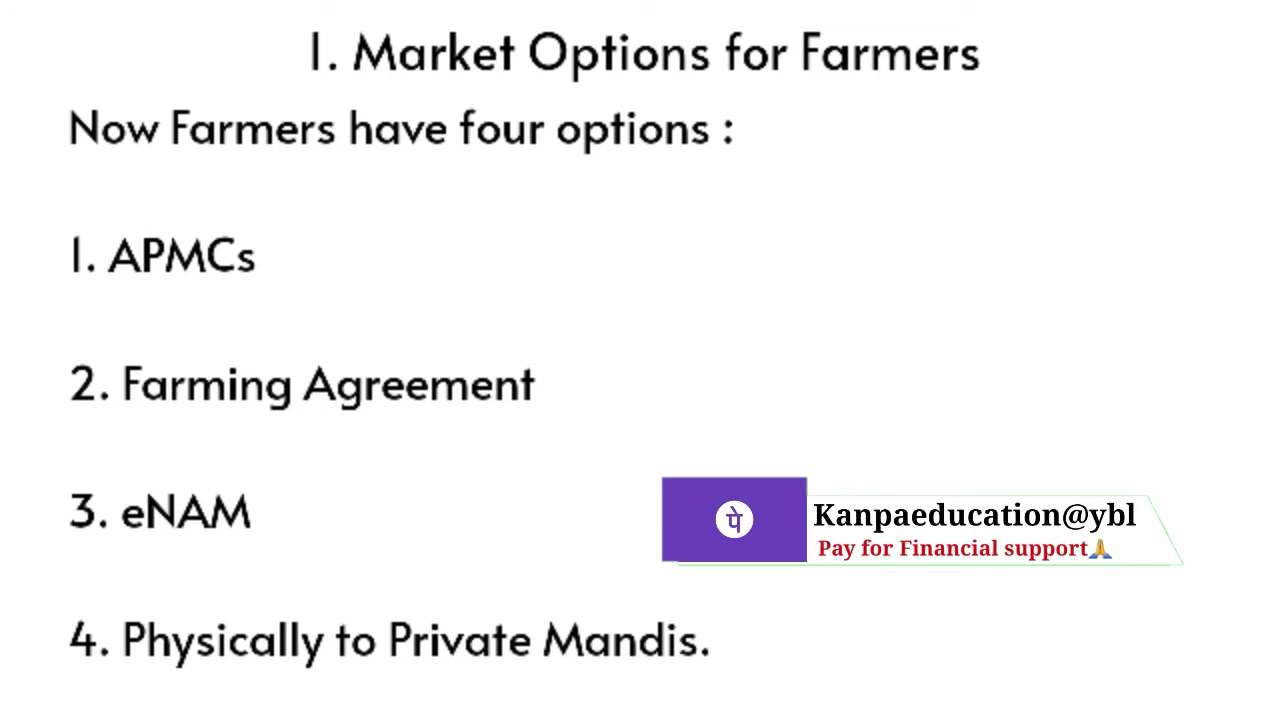 1. Market Options for Farmers
Now Farmers have four options :
1. APMCs
2. Farming Agreement
3. eNAM
पे
Kanpaeducation@ybl
Pay for Financial support🙏
4. Physically to Private Mandis.